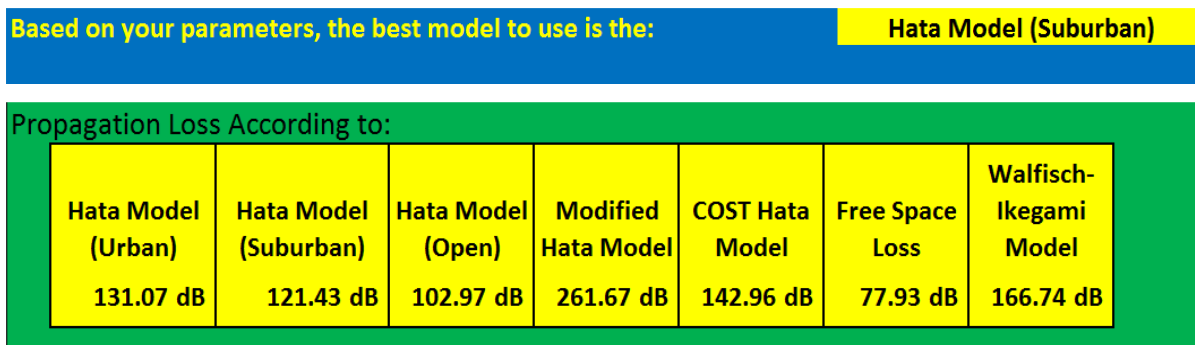 Based on your parameters, the best model to use is the: Hata Model (Suburban)
Propagation Loss According to:
Hata Model (Urban) Hata Model (Suburban) Hata Model (Open) Modified Hata Model COST Hata Model Free Space Loss Walfisch-Ikegami Model
131.07 dB 121.43 dB 102.97 dB 261.67 dB 142.96 dB 77.93 dB 166.74 dB